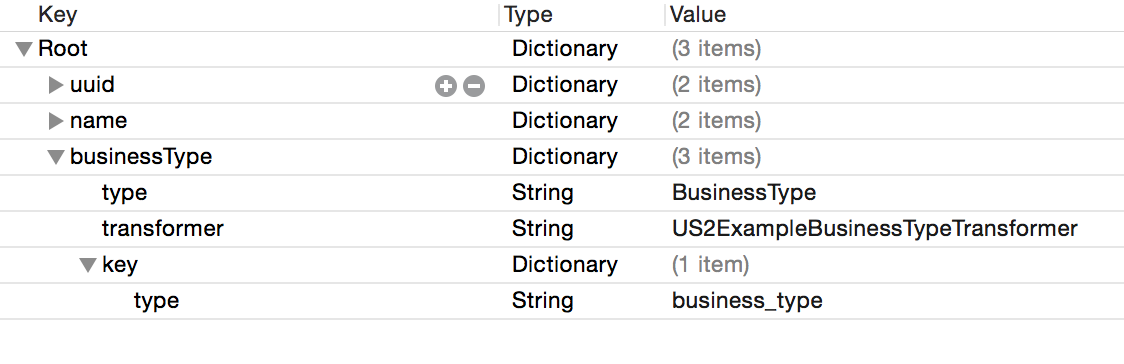 Key Type Value
Root Dictionary (3 items)
uuid Dictionary (2 items)
name Dictionary (2 items)
businessType Dictionary (3 items)
type String BusinessType
transformer String US2ExampleBusinessTypeTransformer
key Dictionary (1 item)
type String business_type